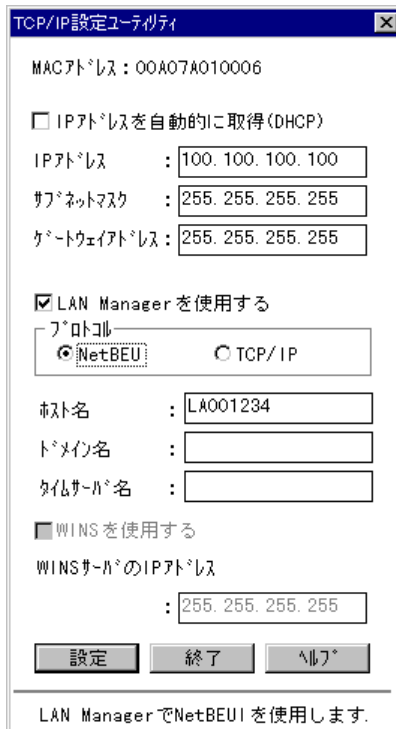 TCP/IP設定ﾕｰﾃｨﾘﾃｨ
MACｱﾄﾞﾚｽ：00A07A010006
IPｱﾄﾞﾚｽを自動的に取得(DHCP)
IPｱﾄﾞﾚｽ ：100.100.100.100
ｻﾌﾞﾈｯﾄﾏｽｸ ：255.255.255.255
ｹﾞｰﾄｳｪｲｱﾄﾞﾚｽ：255.255.255.255
LAN Managerを使用する
ﾌﾟﾛﾄｺﾙ
NetBEU TCP/IP
ﾎｽﾄ名 ：LA001234
ﾄﾞﾒｲﾝ名 ：
ﾀｲﾑｻｰﾊﾞ名 ：
WINSを使用する
WINSｻｰﾊﾞのIPｱﾄﾞﾚｽ
：255.255.255.255
設定 終了 ﾍﾙﾌﾟ
LAN ManagerでNetBEUIを使用します.